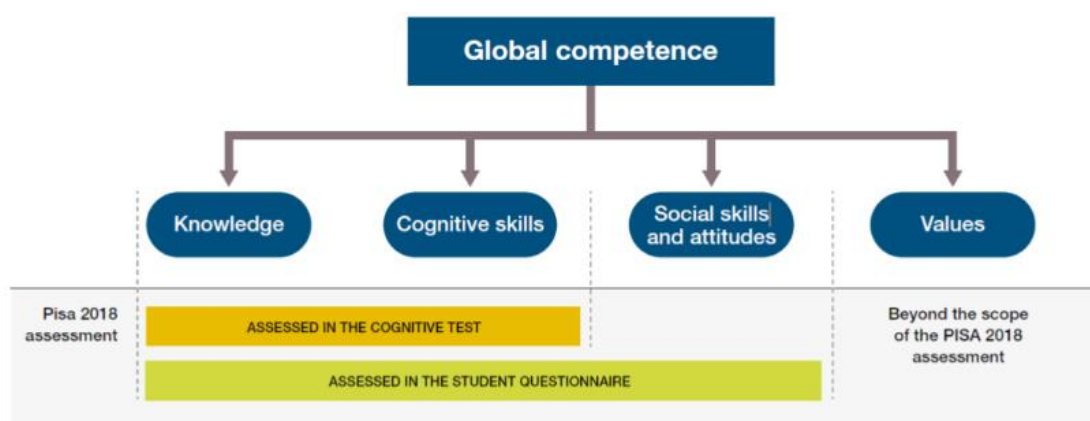 Global competence
Knowledge
Cognitive skills
Social skills
and attitudes
Values
Pisa 2018
assessment
ASSESSED IN THE COGNITIVE TEST
ASSESSED IN THE STUDENT QUESTIONNAIRE
Beyond the scope
of the PISA 2018
assessment